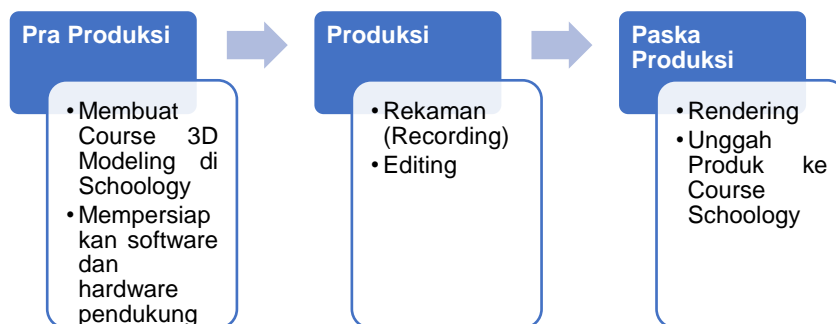 Pra Produksi
• Membuat
Course 3D
Modeling di
Schoology
• Mempersiap
kan software
dan
hardware
pendukung
Produksi
• Rekaman
(Recording)
• Editing
Paska
Produksi
• Rendering
• Unggah
Produk ke
Course
Schoology